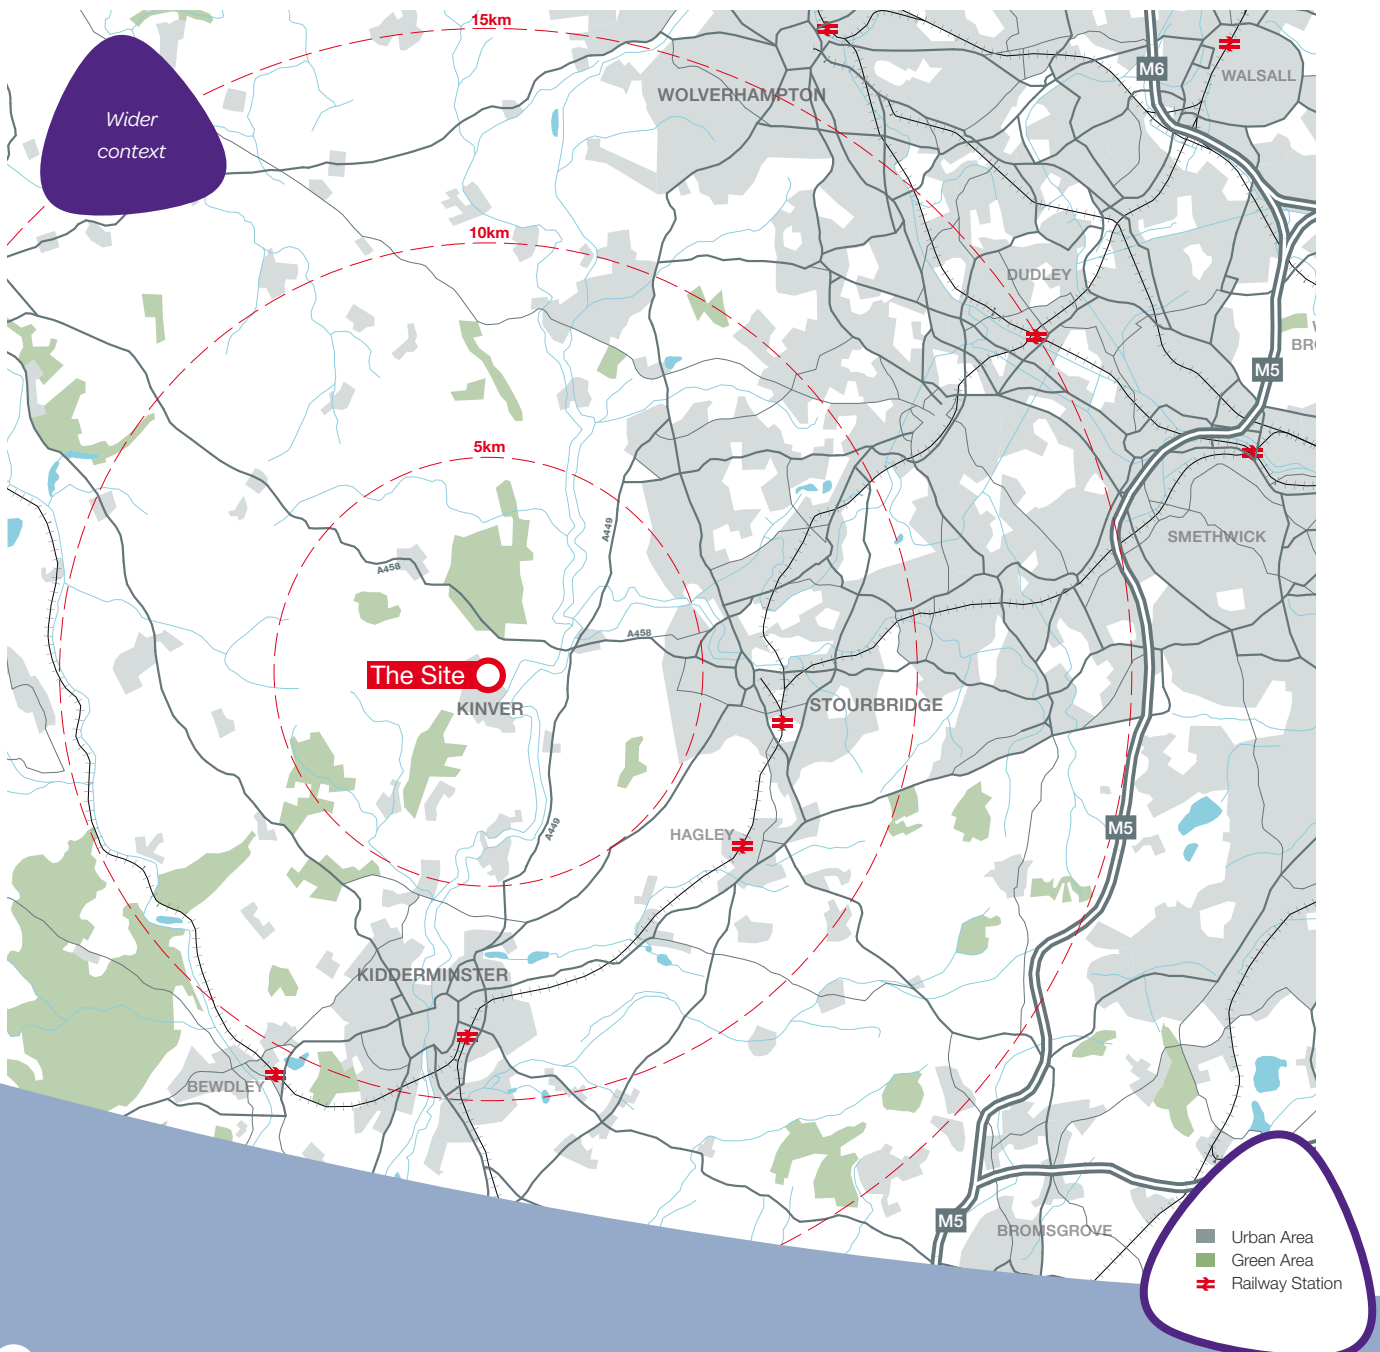 15km
Wider
context
M6
WALSALL
WOLVERHAMPTON
10km
DUDLEY
BR
M5
5km
A449
SMETHWICK
A458
A458
The Site
KINVER
STOURBRIDGE
A449
HAGLEY
M5
KIDDERMINSTER
BEWDLEY
M5
BROMSGROVE
Urban Area
Green Area
Railway Station